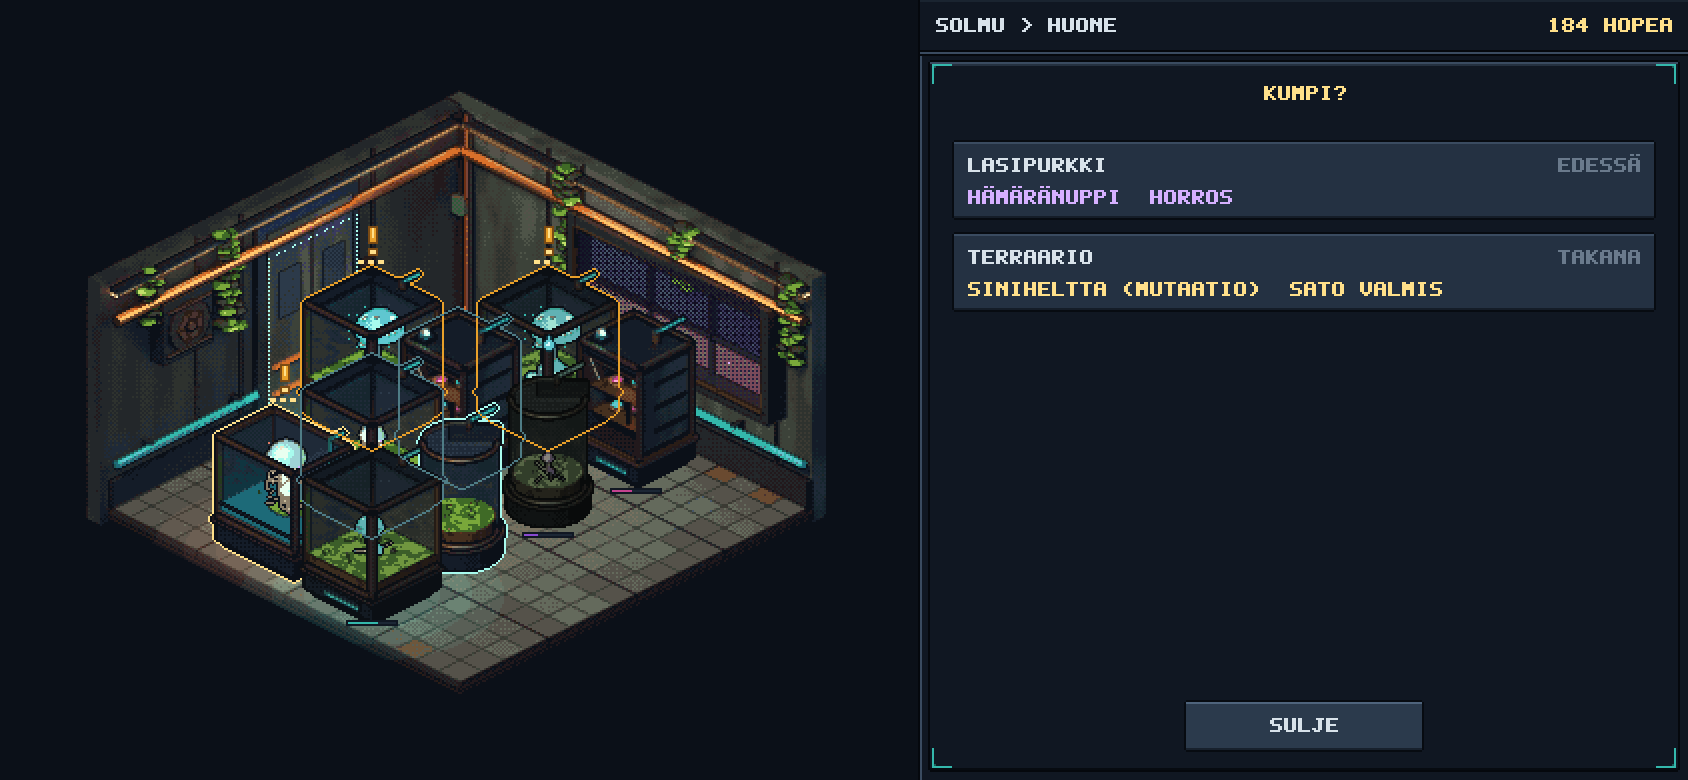 SOLMU > HUONE
184 HOPEA
KUMPI?
LASIPURKKI
EDESSÄ
HÄMÄRÄNUPPI HORROS
TERRAARIO
TAKANA
SINIHELTTA (MUTAATIO) SATO VALMIS
SULJE